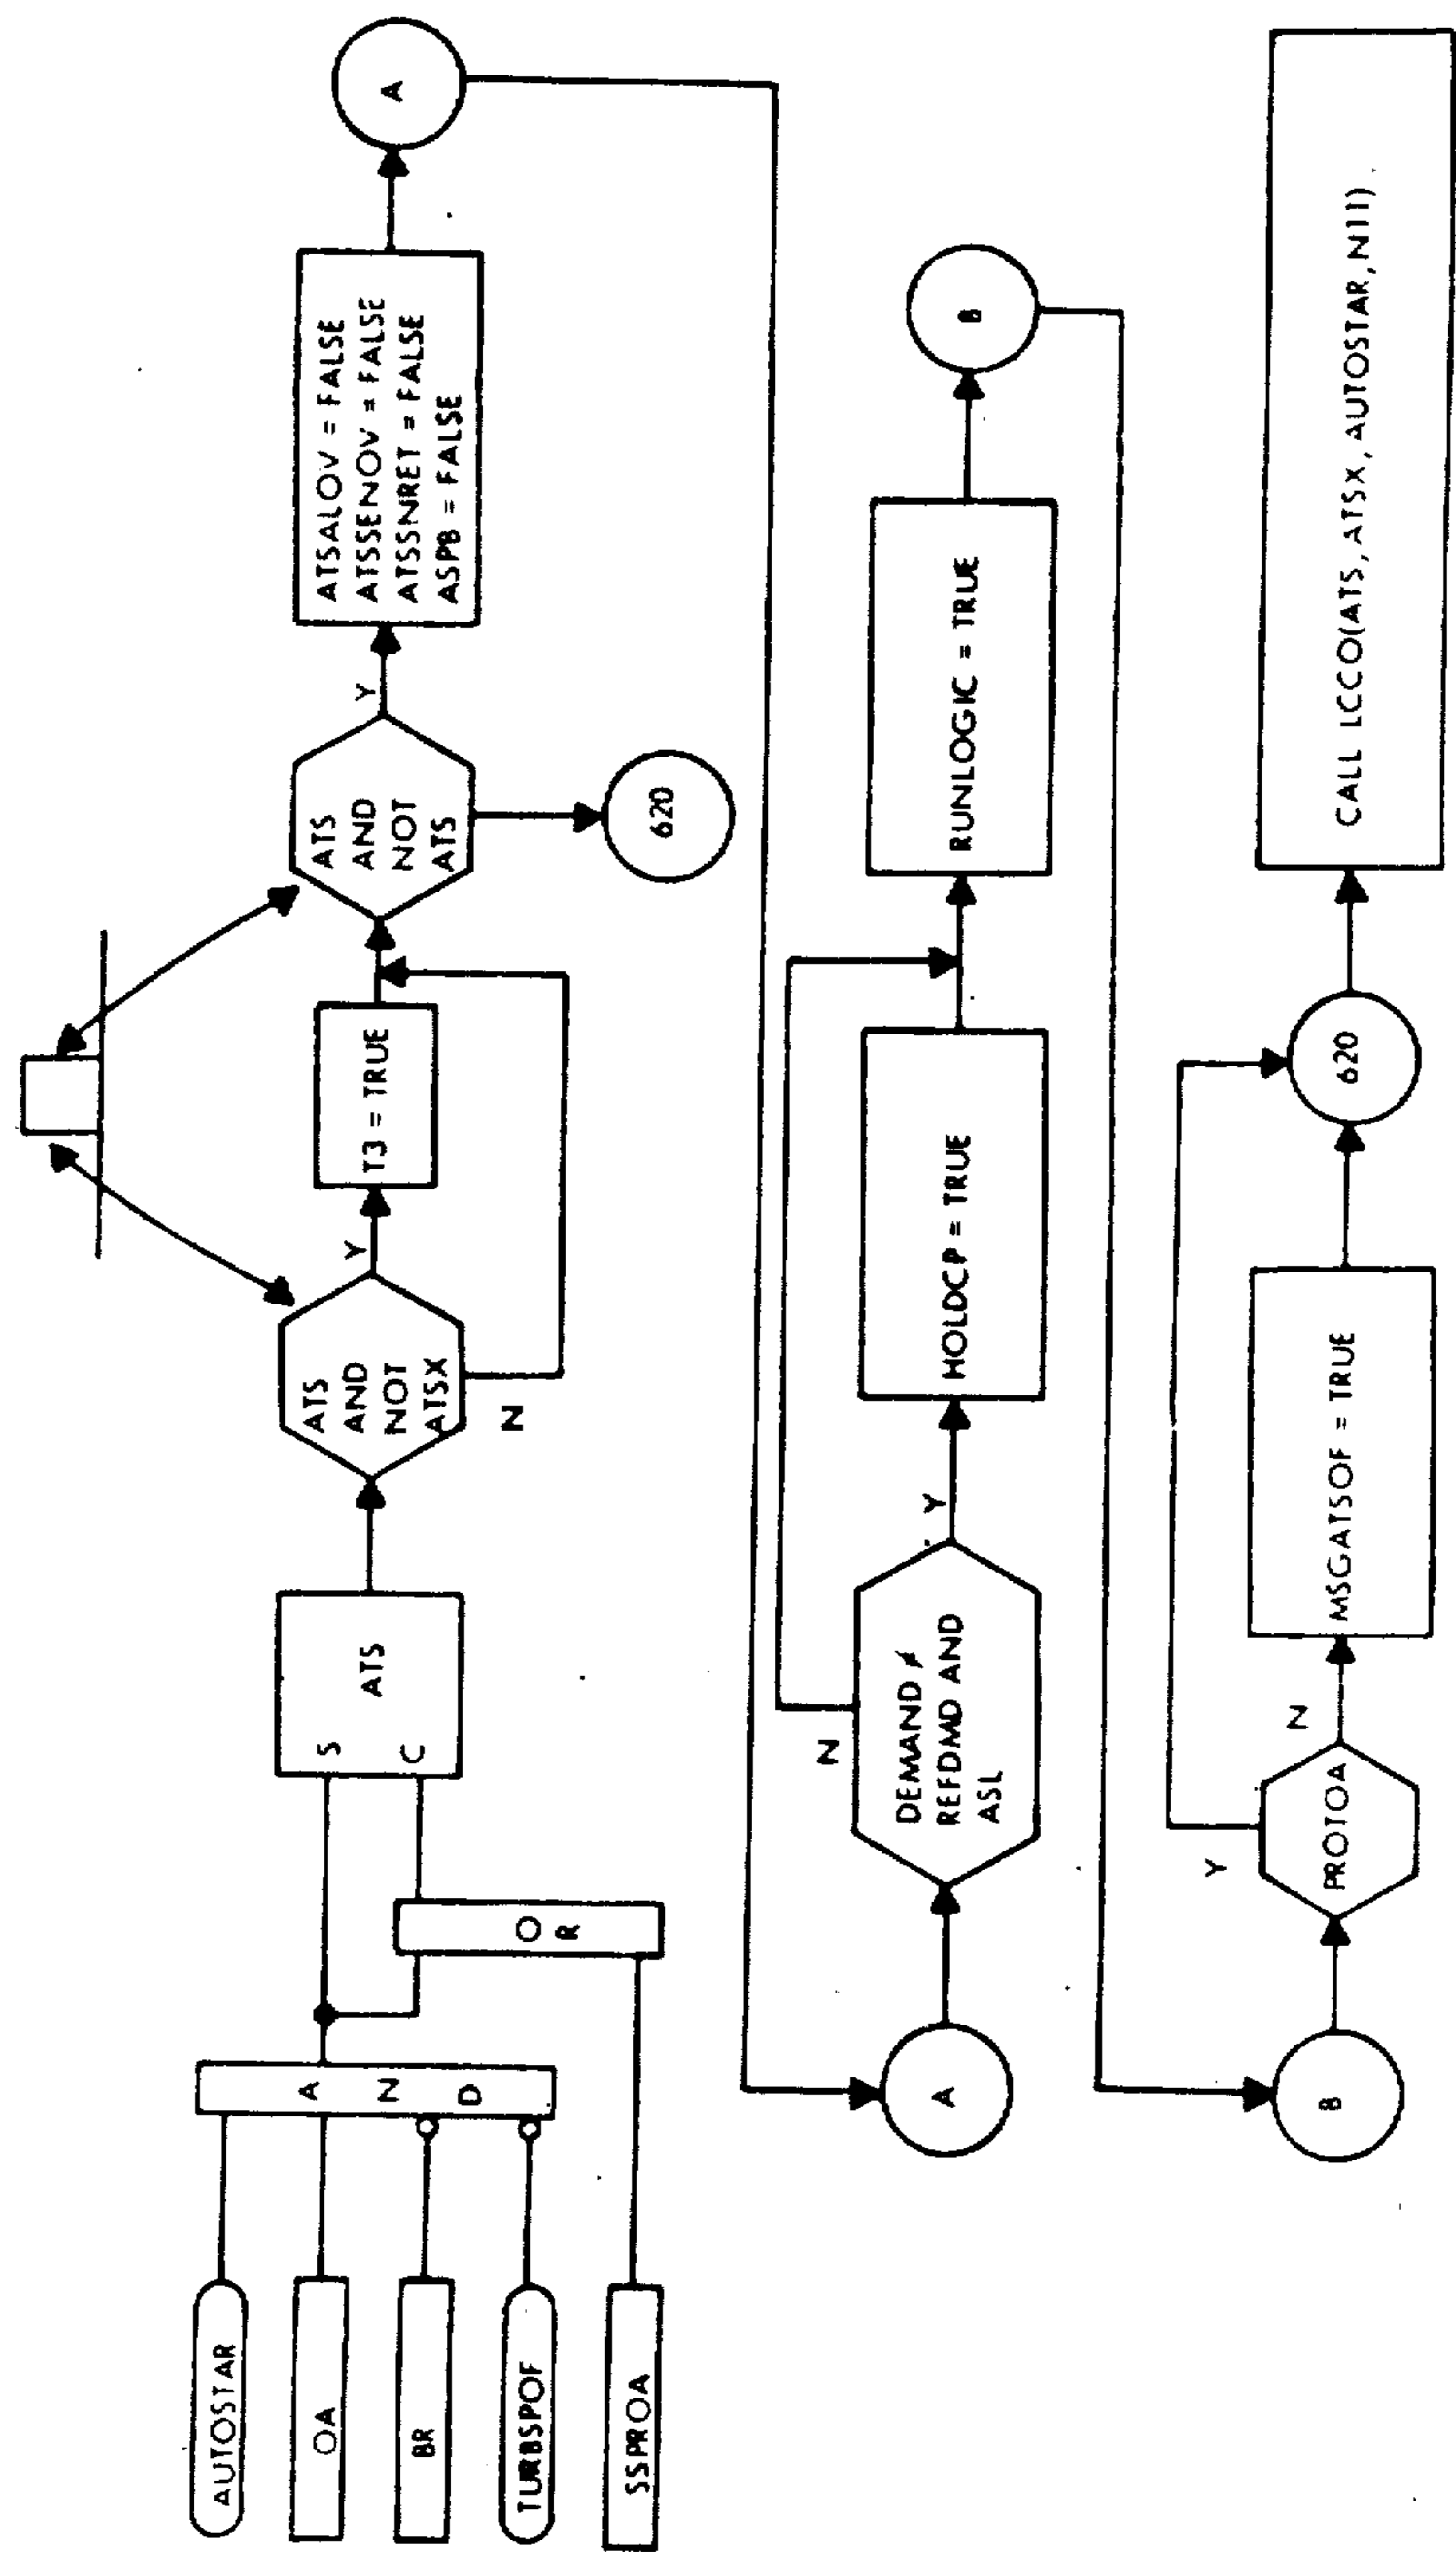 AUTOSTAR
OA
BR
TURBSPOF
SSPROA
A
N
D
O
R
S
C
ATS
ATS
AND
NOT
ATSX
Y
N
T3 = TRUE
ATS
AND
NOT
ATS
Y
620
ATSALOV = FALSE
ATSSENOV = FALSE
ATSSNRET = FALSE
ASPB = FALSE
A
A
DEMAND ≠
REFDMD AND
ASL
N
Y
HOLDCP = TRUE
RUNLOGIC = TRUE
B
B
PROTOA
Y
N
MSGATSOF = TRUE
620
CALL LCCO(ATS, ATSX, AUTOSTAR, N11)